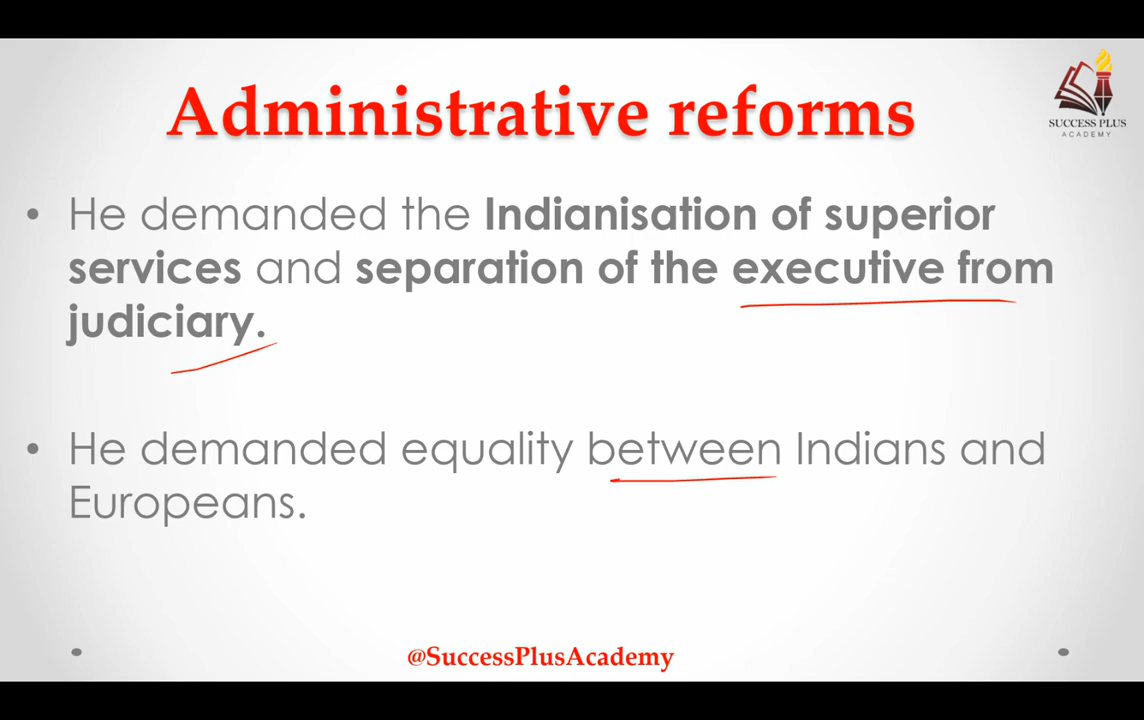 Administrative reforms
SUCCESS PLUS
ACADEMY
• He demanded the Indianisation of superior
services and separation of the executive from
judiciary.
• He demanded equality between Indians and
Europeans.
@SuccessPlusAcademy